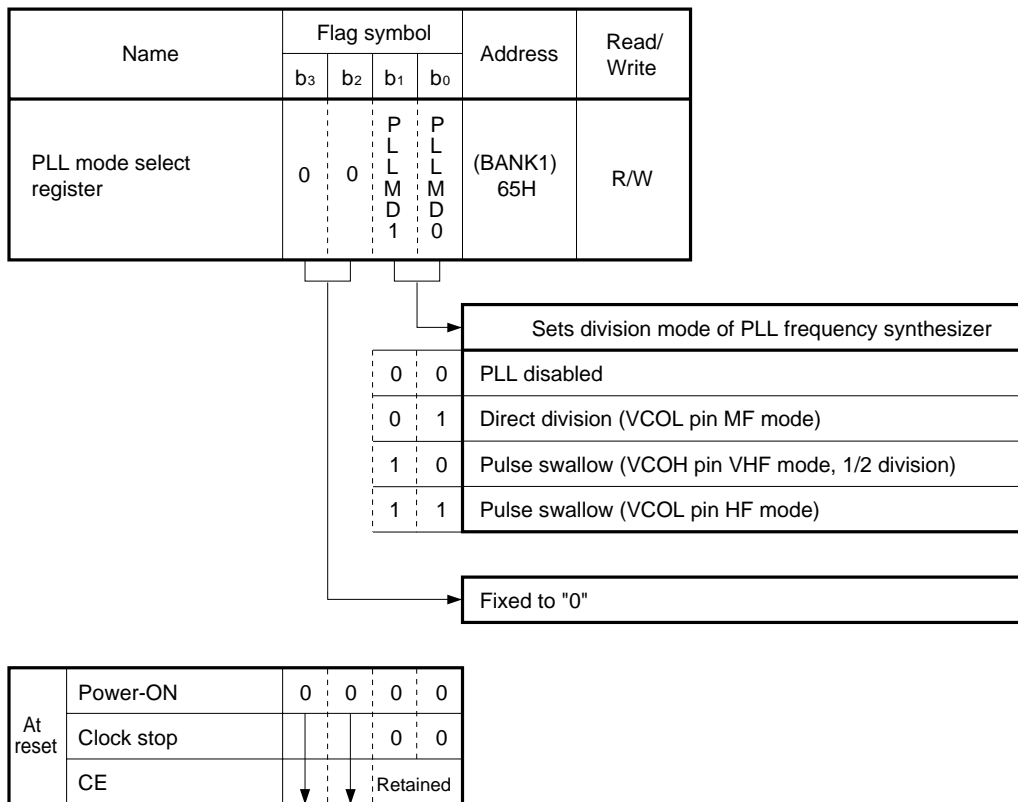 Name
Flag symbol
Address
Read/
Write
b3 b2 b1 b0
PLL mode select
register
0 0 PLLMD1 PLLMD0
(BANK1)
65H
R/W
Sets division mode of PLL frequency synthesizer
0 0 PLL disabled
0 1 Direct division (VCOL pin MF mode)
1 0 Pulse swallow (VCOH pin VHF mode, 1/2 division)
1 1 Pulse swallow (VCOL pin HF mode)
Fixed to "0"
At
reset
Power-ON 0 0 0 0
Clock stop 0 0
CE Retained